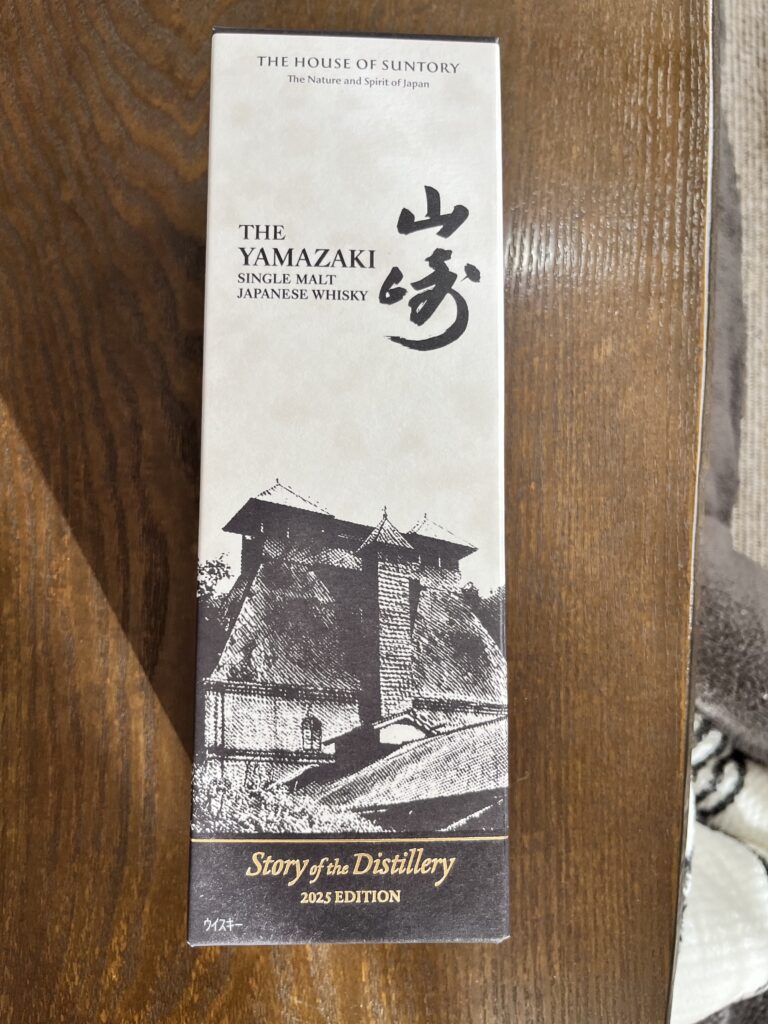 THE HOUSE OF SUNTORY
The Nature and Spirit of Japan
山崎
THE
YAMAZAKI
SINGLE MALT
JAPANESE WHISKY
Story of the Distillery
2025 EDITION
ウイスキー